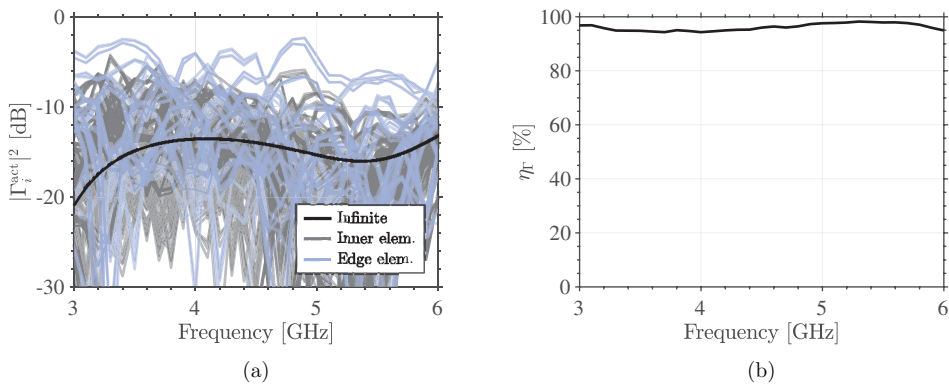 0
-10
-20
-30
|Γ_i^act|² [dB]
Infinite
Inner elem.
Edge elem.
3 4 5 6
Frequency [GHz]
(a)
100
80
60
40
20
0
η_Γ [%]
3 4 5 6
Frequency [GHz]
(b)